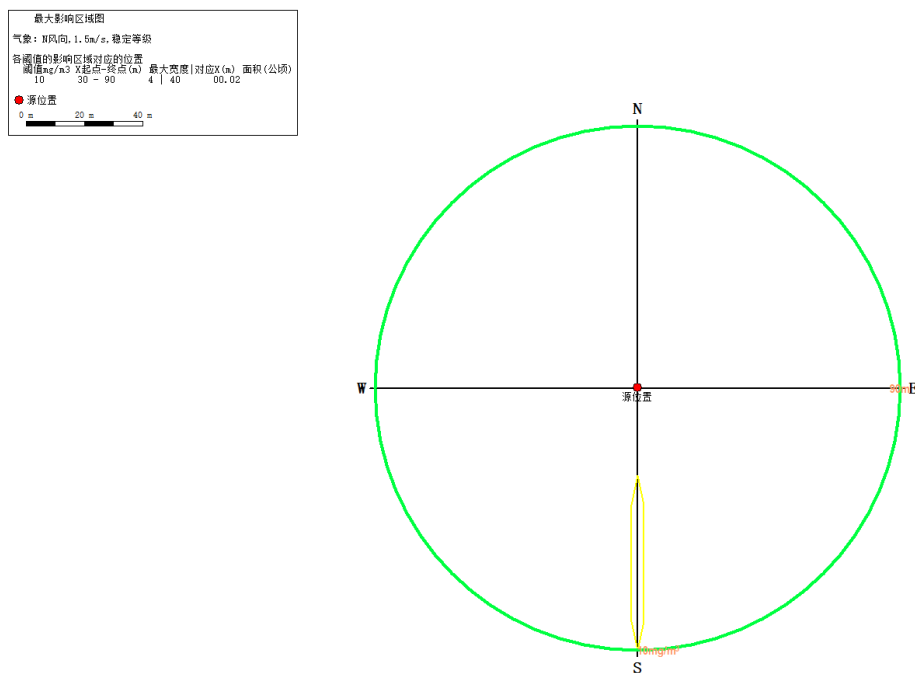 最大影响区域图
气象: N风向,1.5m/s,稳定等级
各阈值的影响区域对应的位置
阈值mg/m3 X起点-终点(m) 最大宽度|对应X(m) 面积(公顷)
10 30 - 90 4 | 40 00.02
源位置
0 m 20 m 40 m
N
W
90m
E
源位置
10mg/m³
S